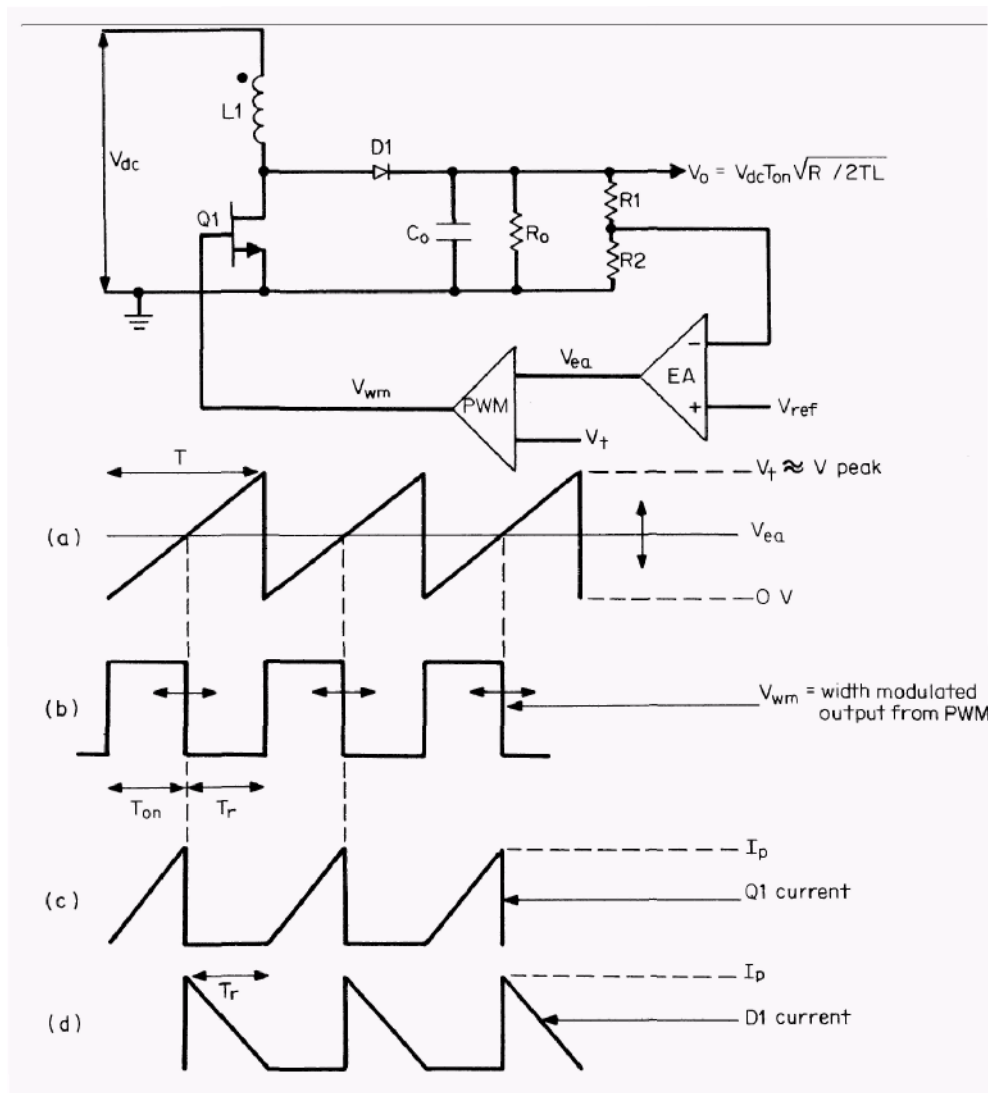 L1
D1
Vdc
Vo = VdcTon√R /2TL
R1
Q1
Co
Ro
R2
Vea
EA
−
+
Vwm
PWM
Vref
Vt
T
Vt ≈ V peak
(a)
Vea
0 V
(b)
Vwm = width modulated
output from PWM
Ton
Tr
Ip
(c)
Q1 current
Tr
Ip
(d)
D1 current